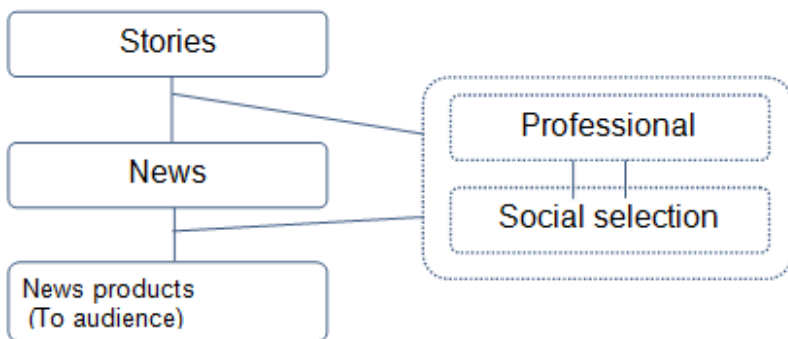 Stories
News
News products
(To audience)
Professional
Social selection